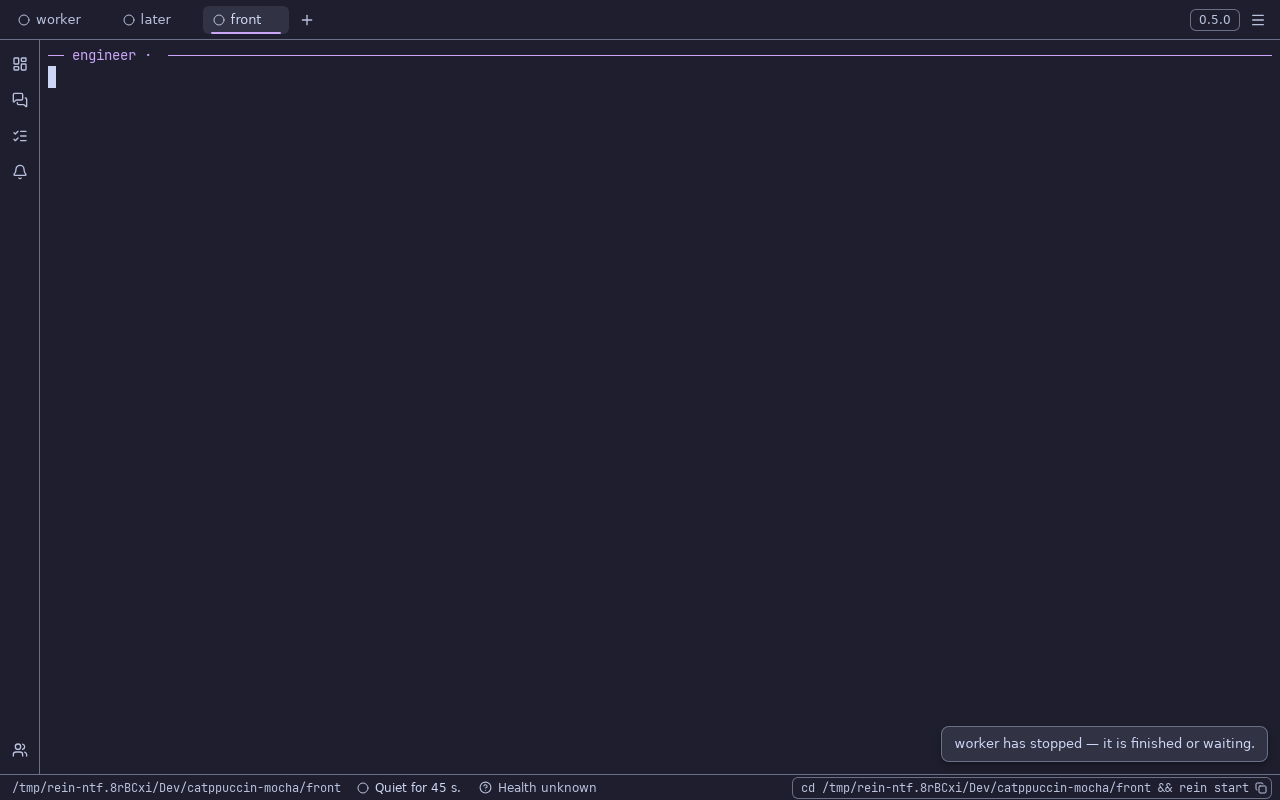 worker later front 0.5.0
engineer ·
worker has stopped — it is finished or waiting.
/tmp/rein-ntf.8rBCxi/Dev/catppuccin-mocha/front Quiet for 45 s. Health unknown cd /tmp/rein-ntf.8rBCxi/Dev/catppuccin-mocha/front && rein start